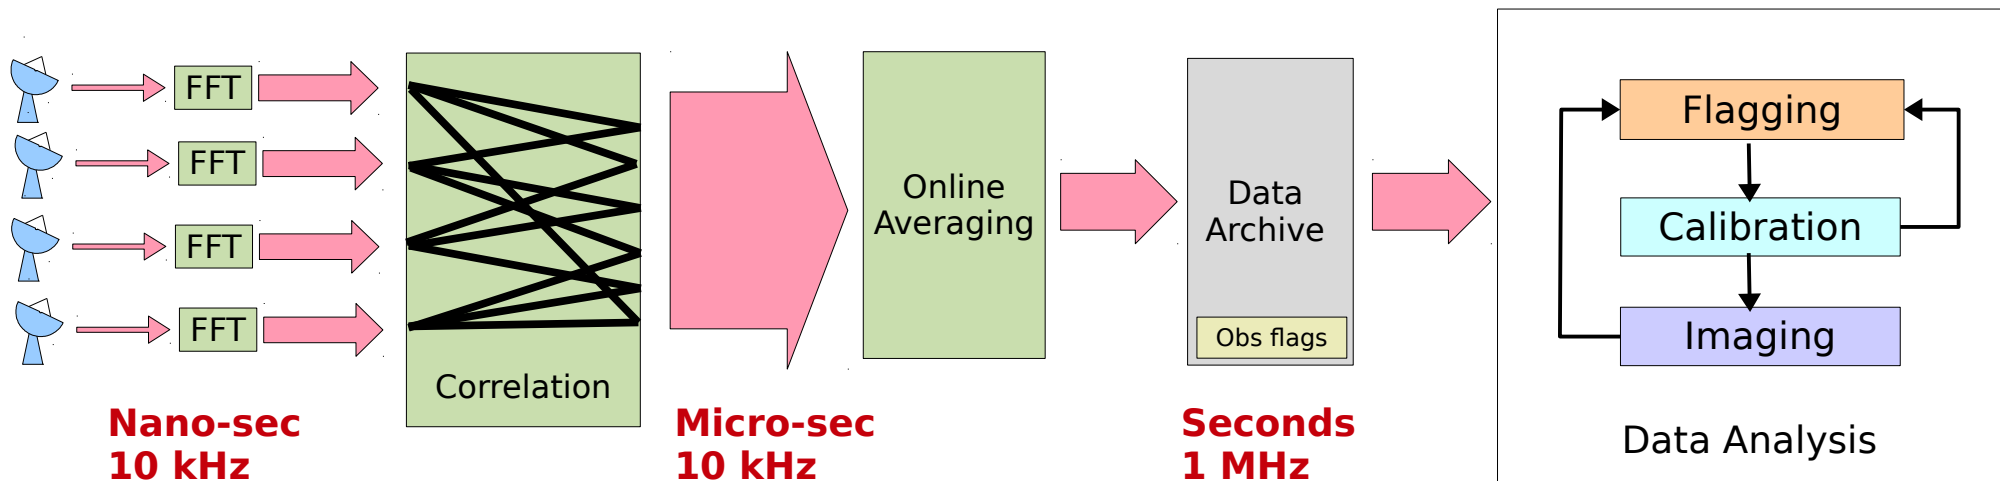 FFT
FFT
FFT
FFT
Correlation
Nano-sec
10 kHz
Micro-sec
10 kHz
Online
Averaging
Data
Archive
Obs flags
Seconds
1 MHz
Flagging
Calibration
Imaging
Data Analysis